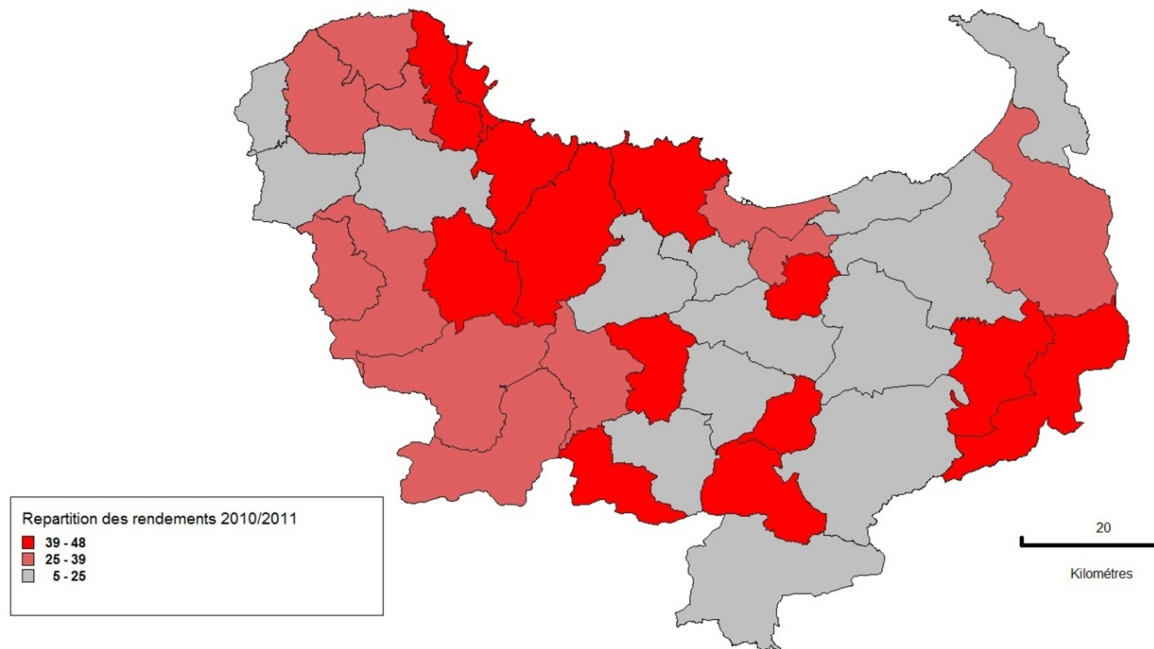 Repartition des rendements 2010/2011
39 - 48
25 - 39
5 - 25
20
Kilométres